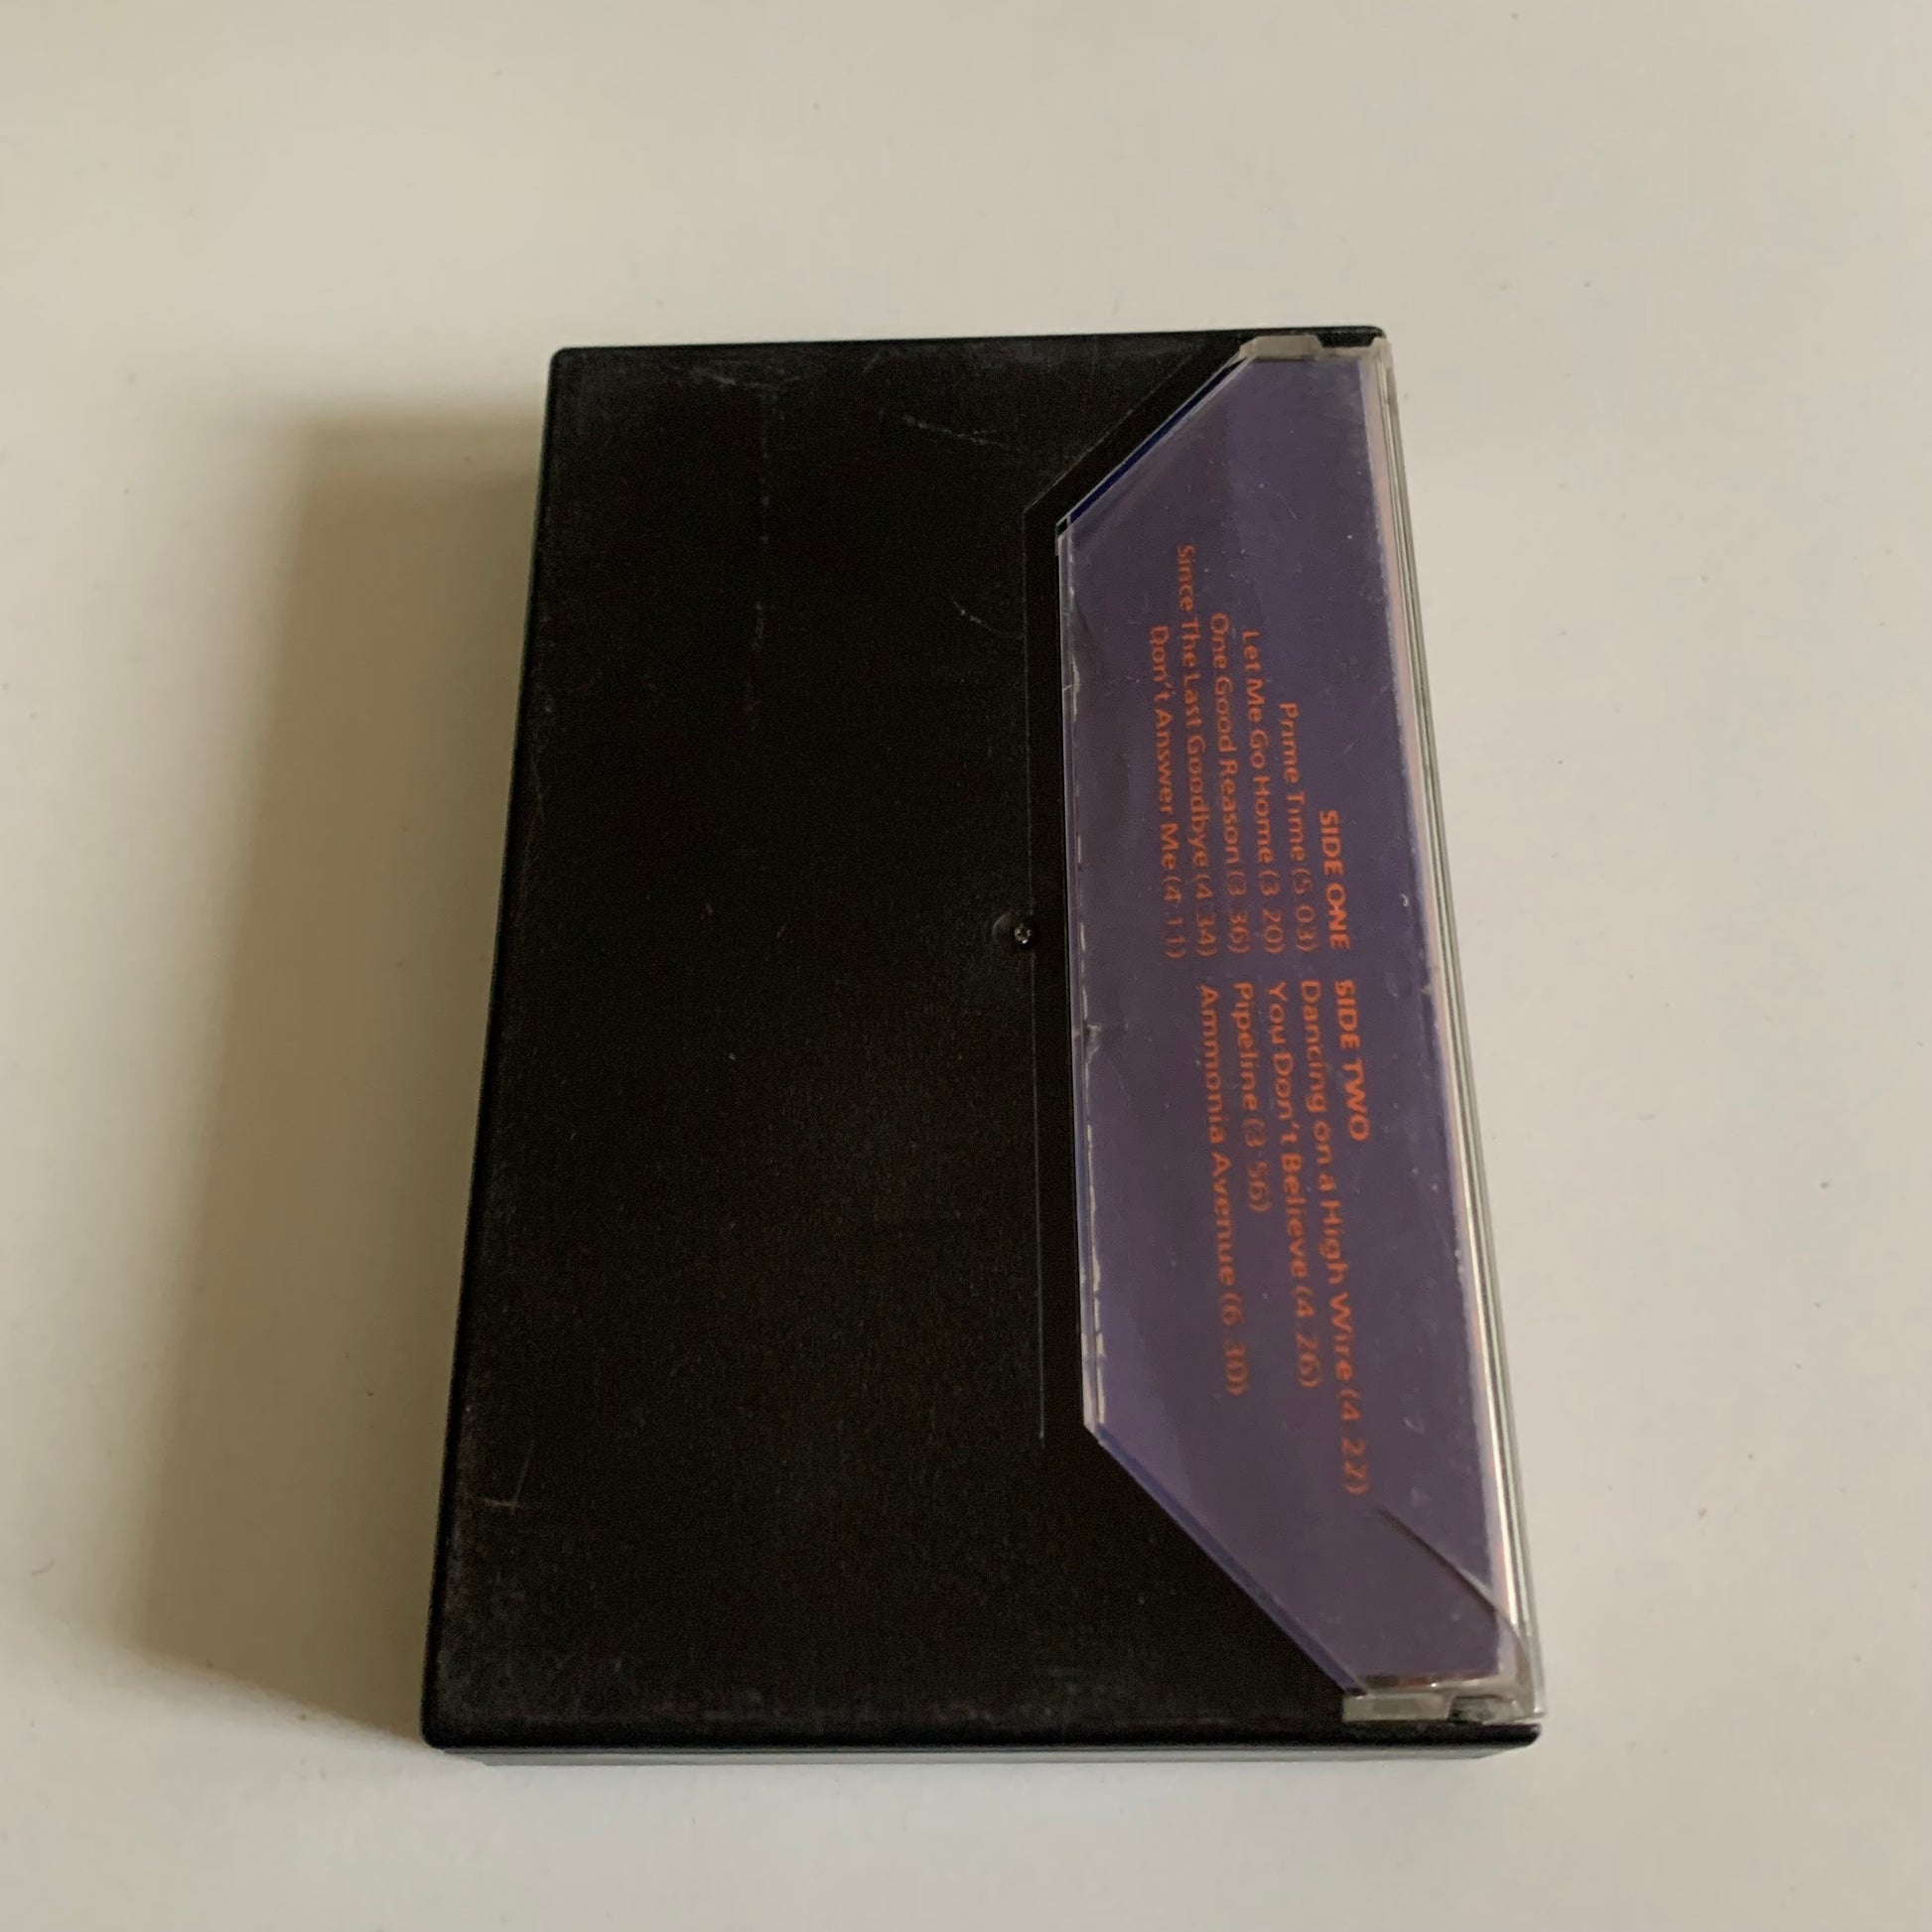 SIDE ONE
Prime Time (5.03)
Let Me Go Home (3.20)
One Good Reason (3.36)
Since The Last Goodbye (4.34)
Don't Answer Me (4.11)
SIDE TWO
Dancing on a High Wire (4.22)
You Don't Believe (4.26)
Pipeline (3.56)
Ammonia Avenue (6.30)